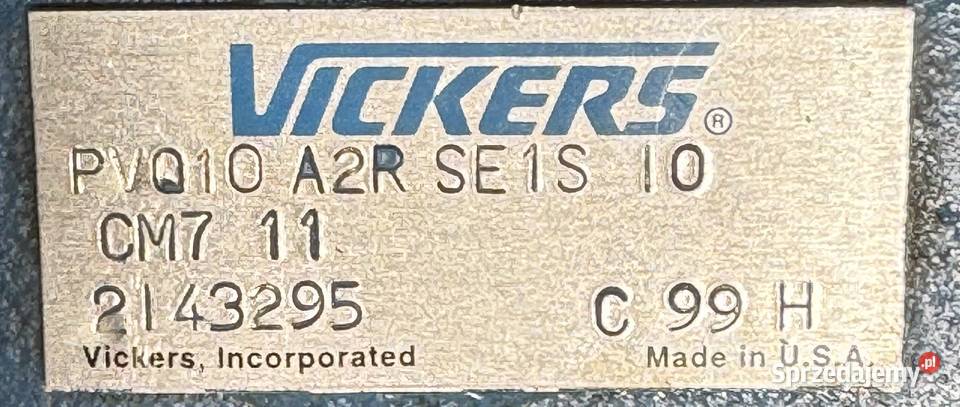 VICKERS®
PVQ10 A2R SE1S 10
CM7 11
2143295 C 99 H
Vickers, Incorporated Made in U.S.A.
Sprzedajemy.pl